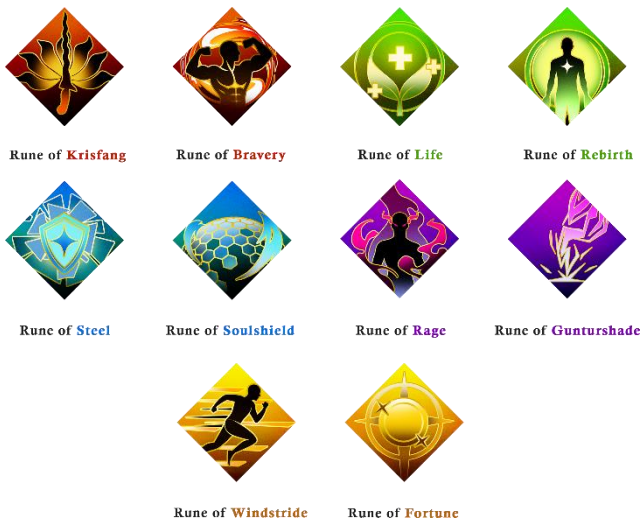 Rune of Krisfang
Rune of Bravery
Rune of Life
Rune of Rebirth
Rune of Steel
Rune of Soulshield
Rune of Rage
Rune of Gunturshade
Rune of Windstride
Rune of Fortune